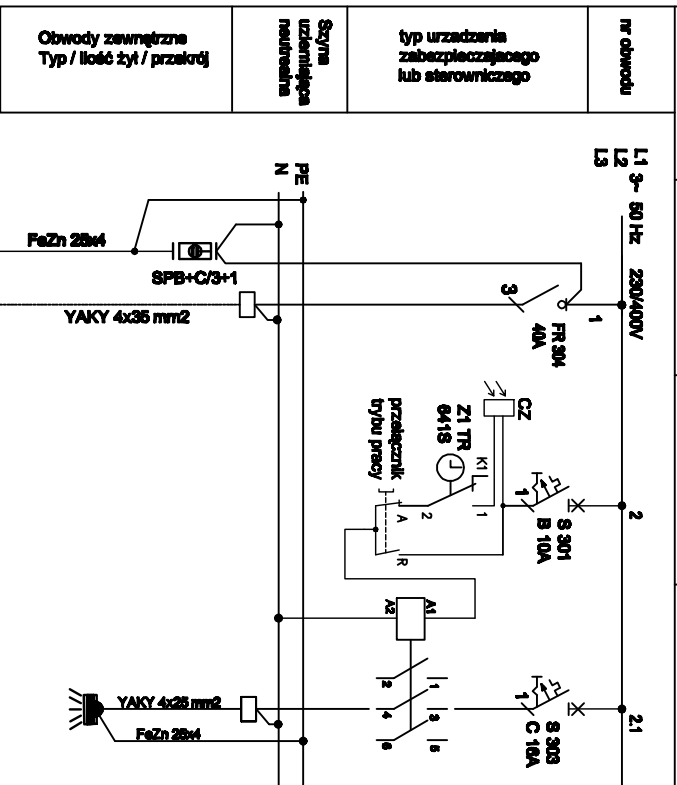 Obwody zewnętrzne
Typ / ilość żył / przekrój
Szyna
uziemiająca
neutralna
typ urządzenia
zabezpieczającego
lub sterowniczego
nr obwodu
L1
L2
L3
3~ 50 Hz 230/400V
PE
N
FeZn 25x4
SPB+C/3+1
YAKY 4x35 mm2
3
1
FR 304
40A
CZ
Z1 TR
641S
K1
1
2
przełącznik
trybu pracy
A
R
1
S 301
B 10A
2
A1
A2
1
2
3
4
5
6
1
S 303
C 16A
2.1
YAKY 4x25 mm2
FeZn 25x4